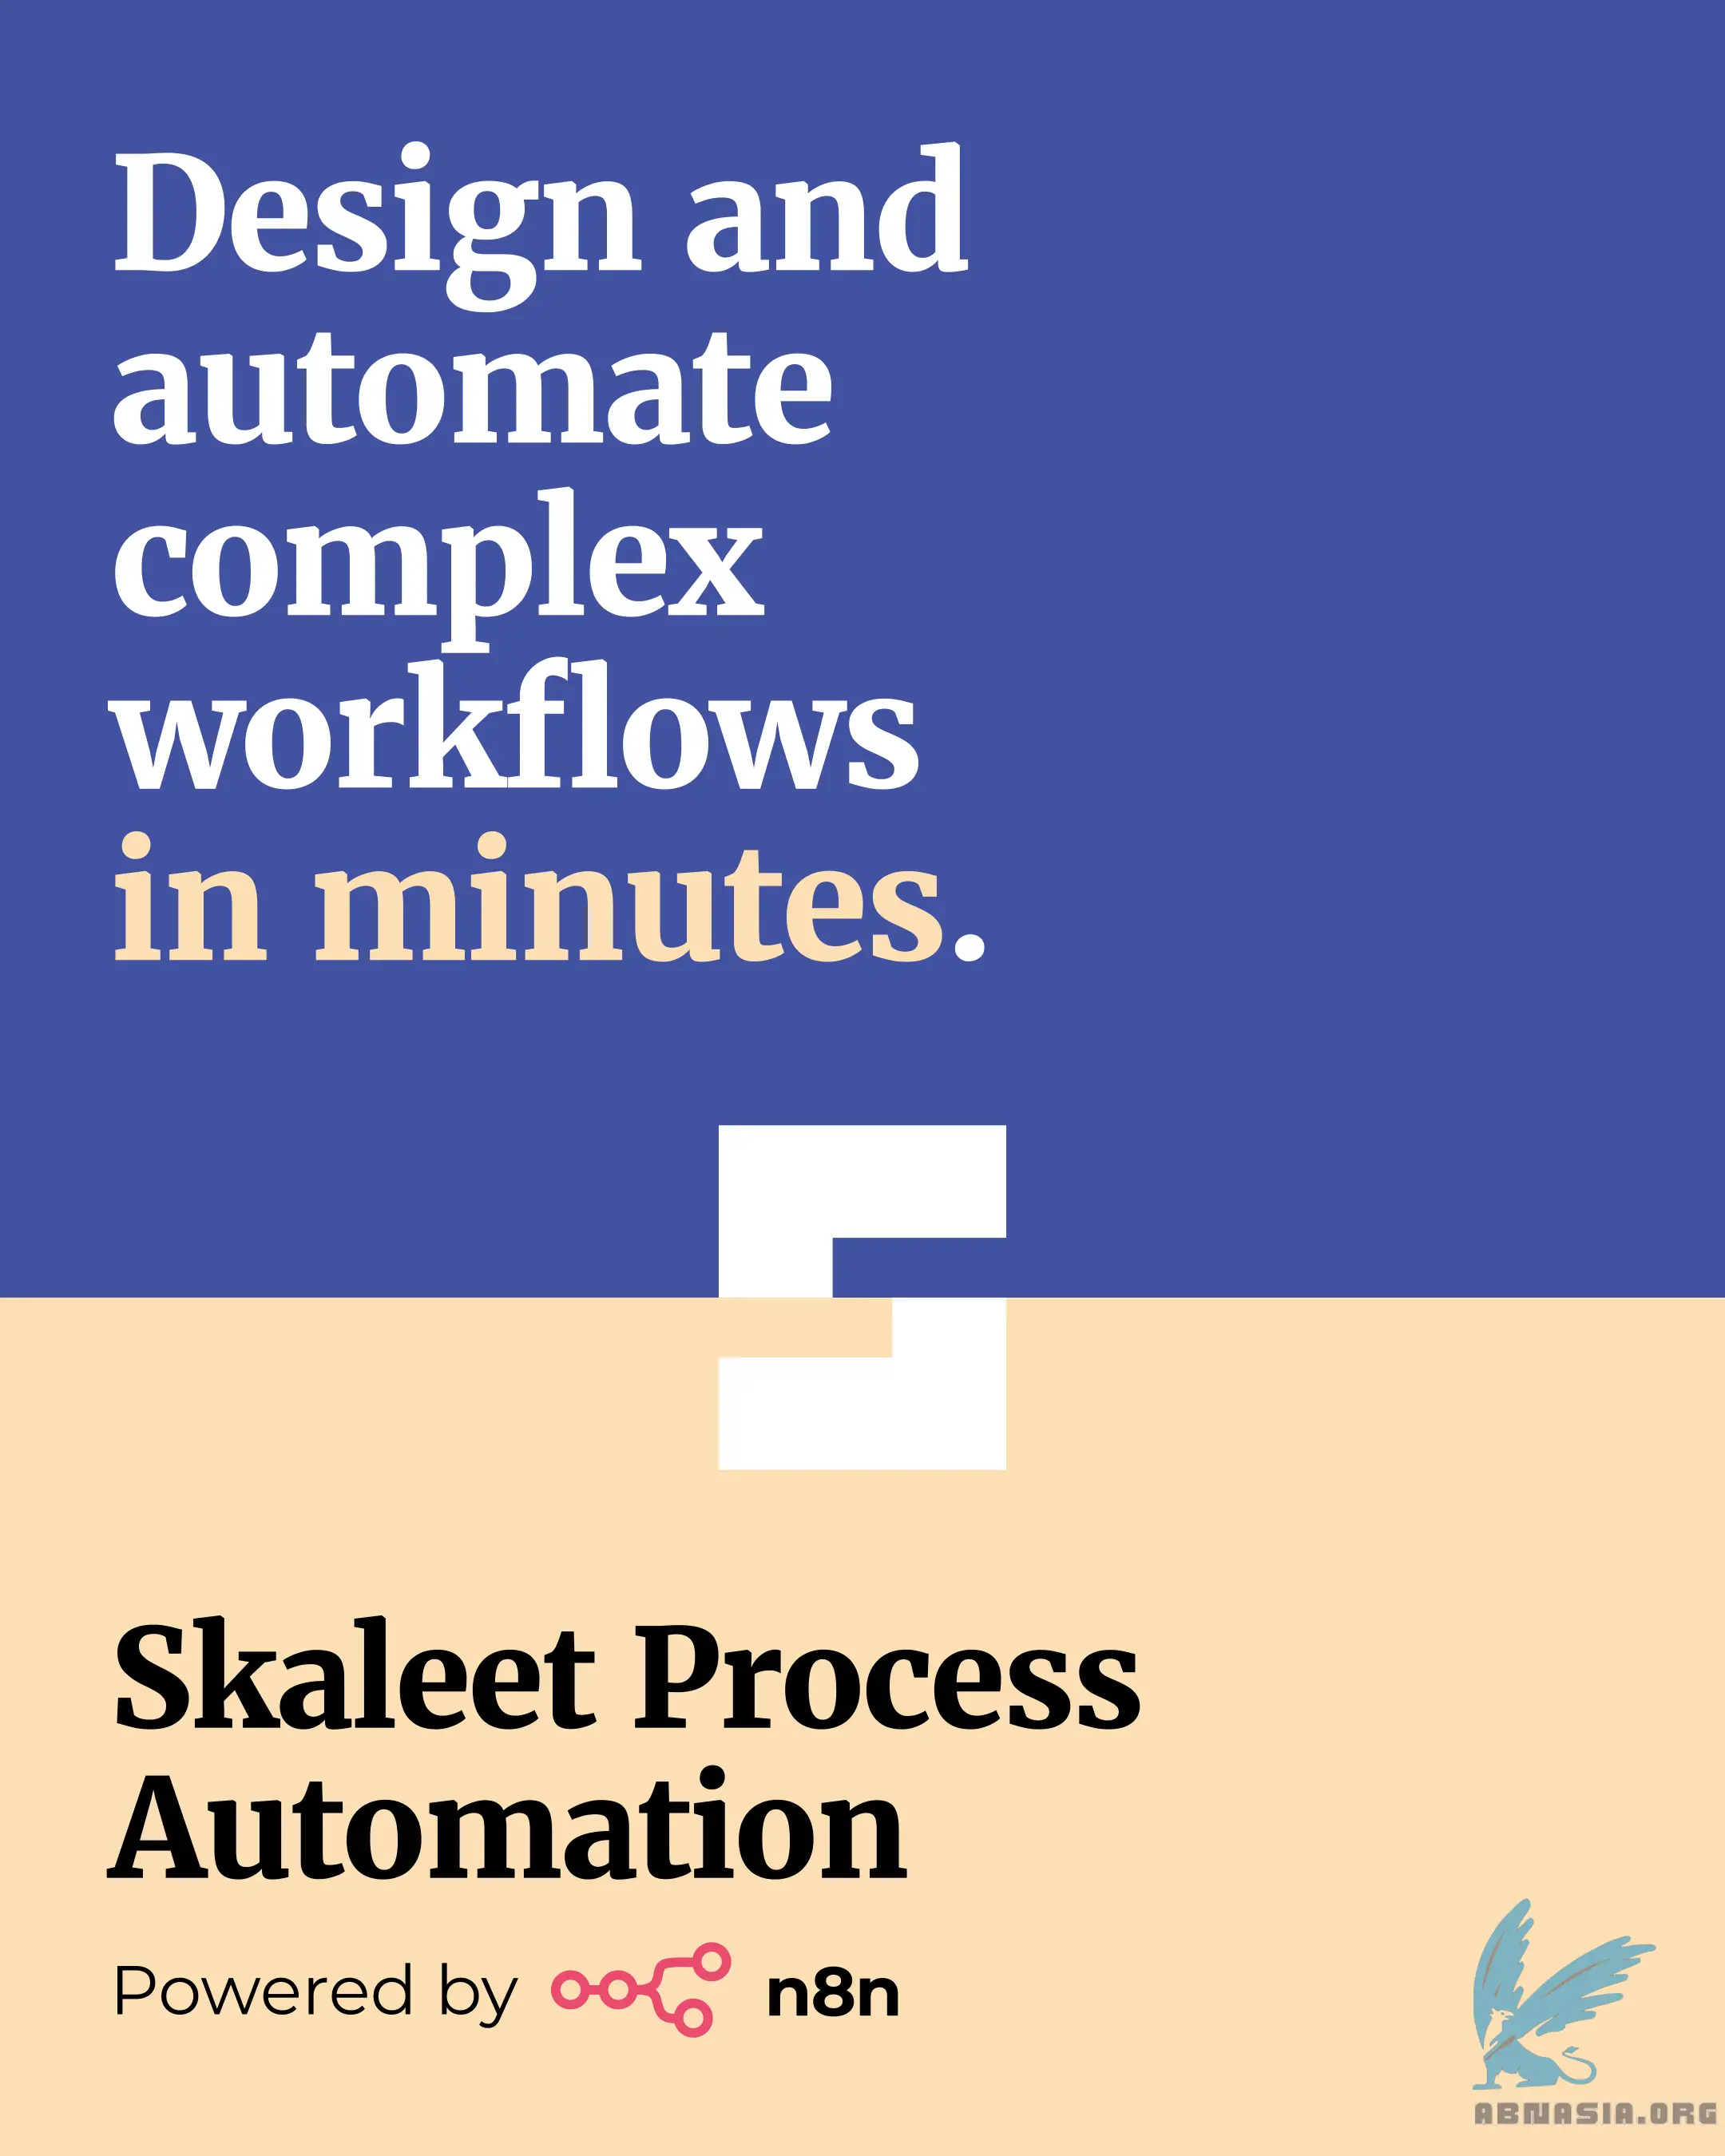 Design and
automate
complex
workflows
in minutes.
Skaleet Process
Automation
Powered by n8n
ABNASIA.ORG